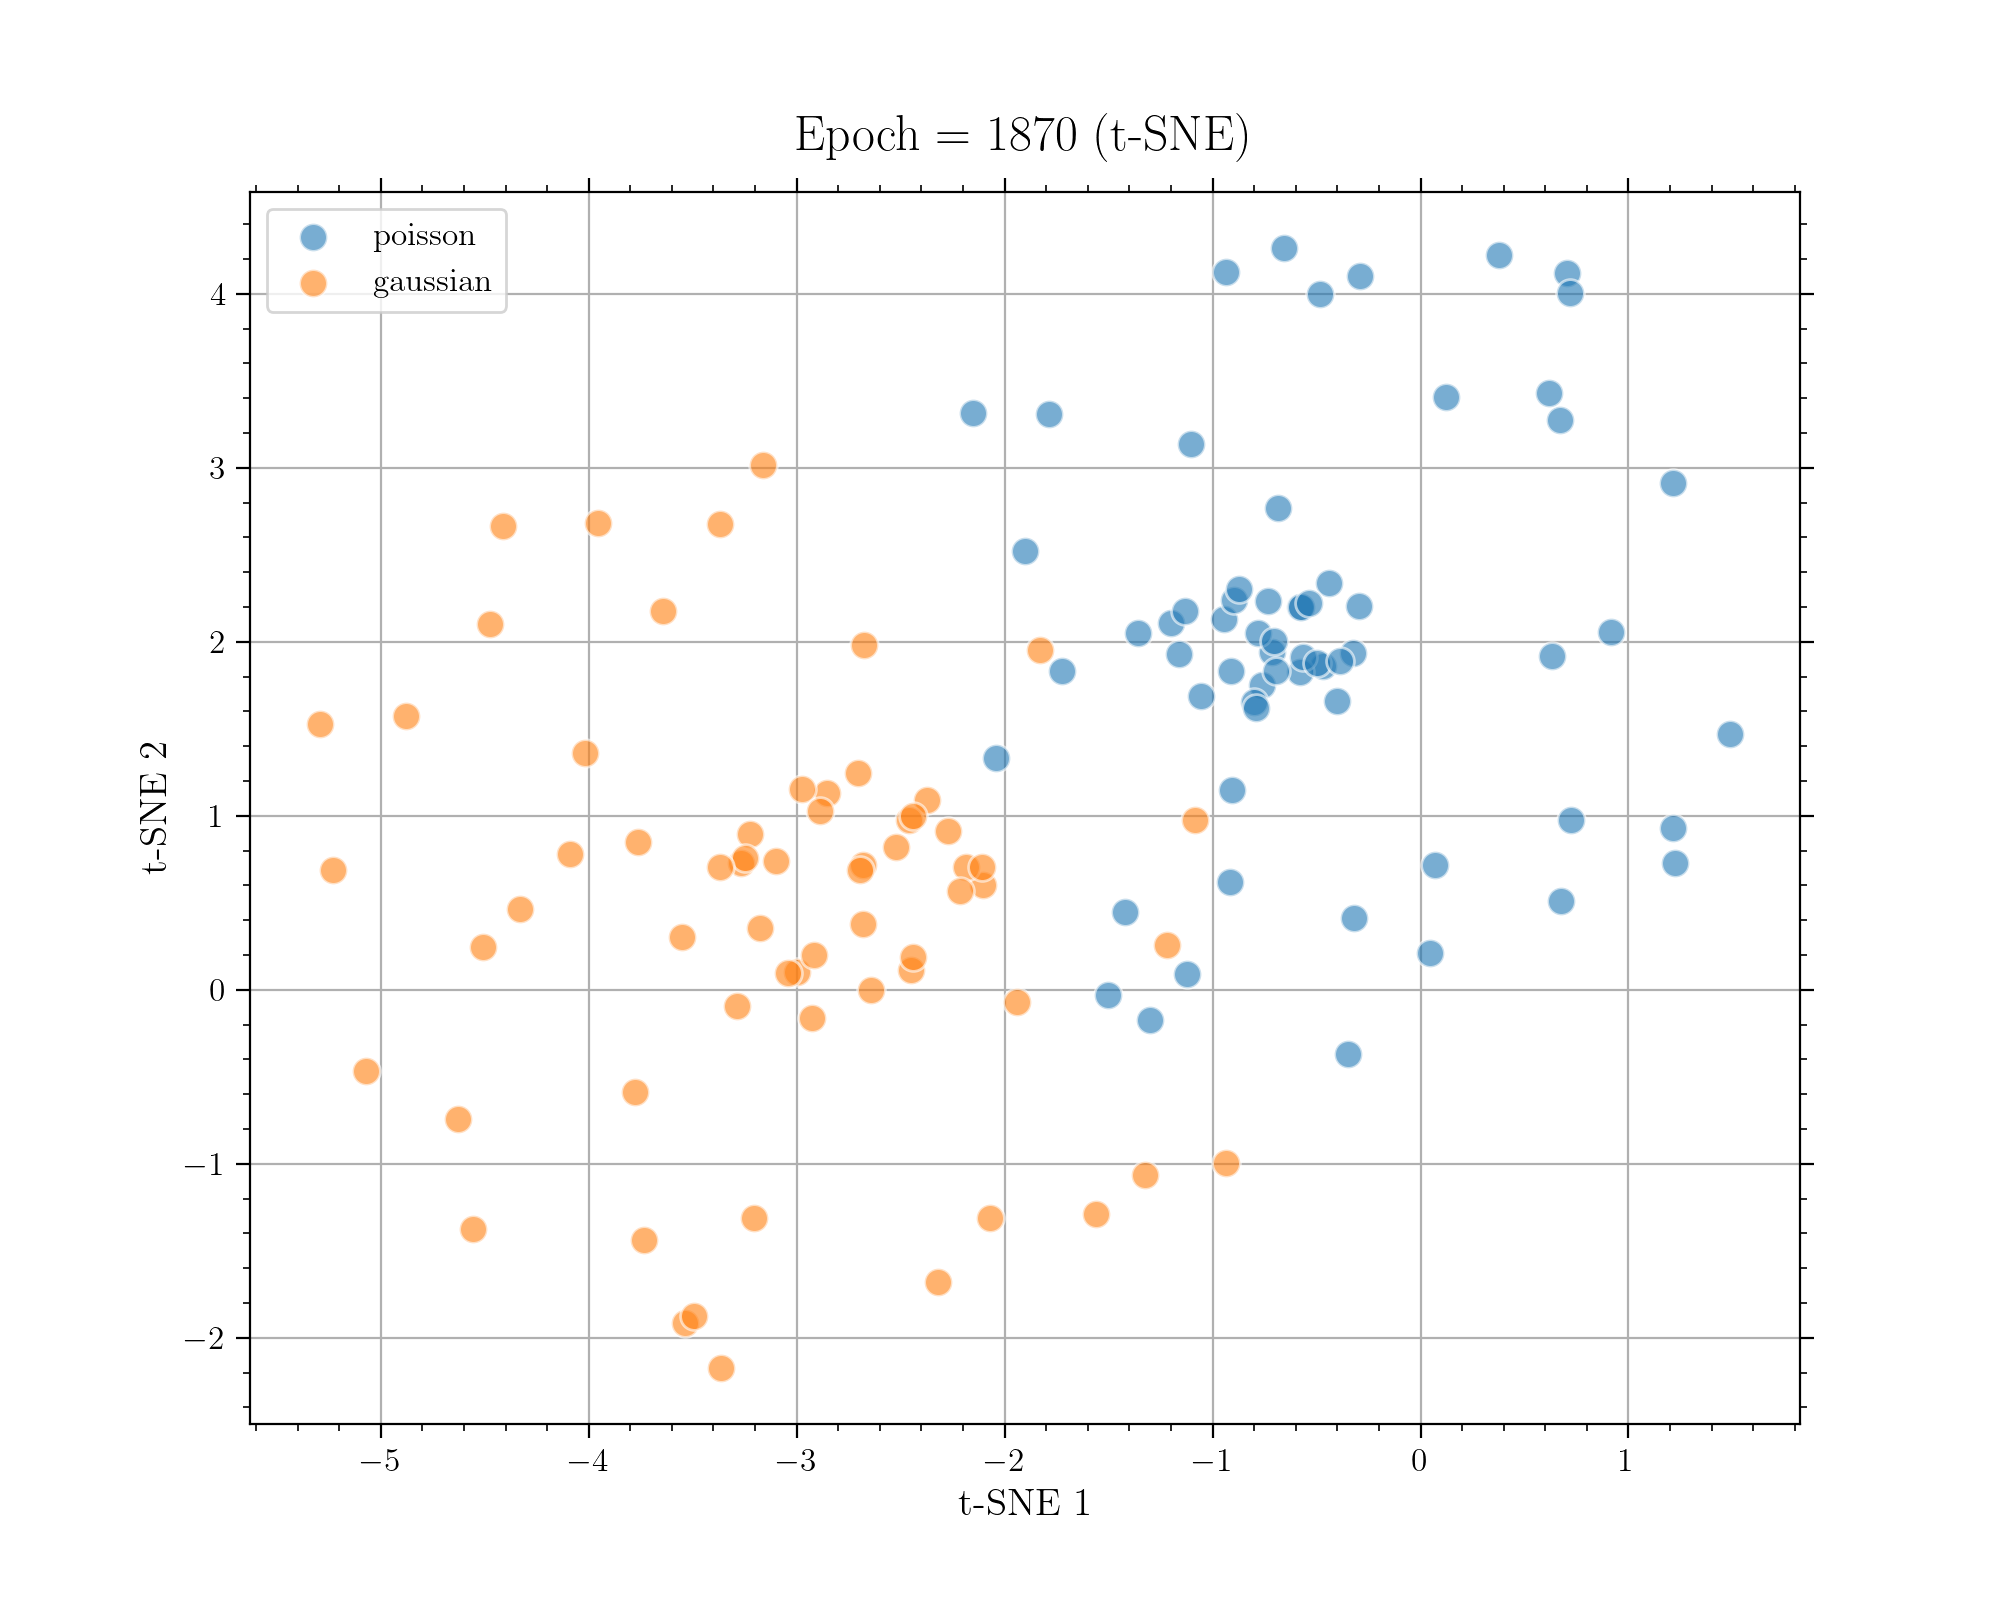 Epoch = 1870 (t-SNE)
poisson
gaussian
4
3
2
1
0
−1
−2
t-SNE 2
−5 −4 −3 −2 −1 0 1
t-SNE 1